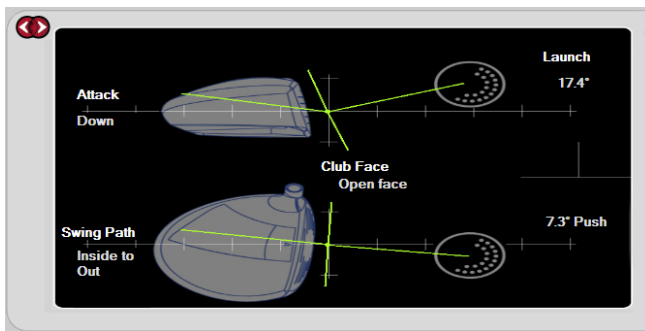 Launch
17.4°
Attack
Down
Club Face
Open face
7.3° Push
Swing Path
Inside to
Out